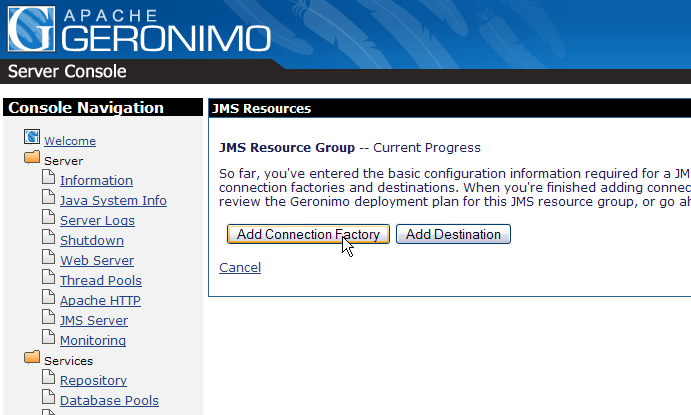 APACHE
GERONIMO
Server Console
Console Navigation
Welcome
Server
Information
Java System Info
Server Logs
Shutdown
Web Server
Thread Pools
Apache HTTP
JMS Server
Monitoring
Services
Repository
Database Pools
JMS Resources
JMS Resource Group -- Current Progress
So far, you've entered the basic configuration information required for a JM
connection factories and destinations. When you're finished adding connec
review the Geronimo deployment plan for this JMS resource group, or go ah
Add Connection Factory Add Destination
Cancel